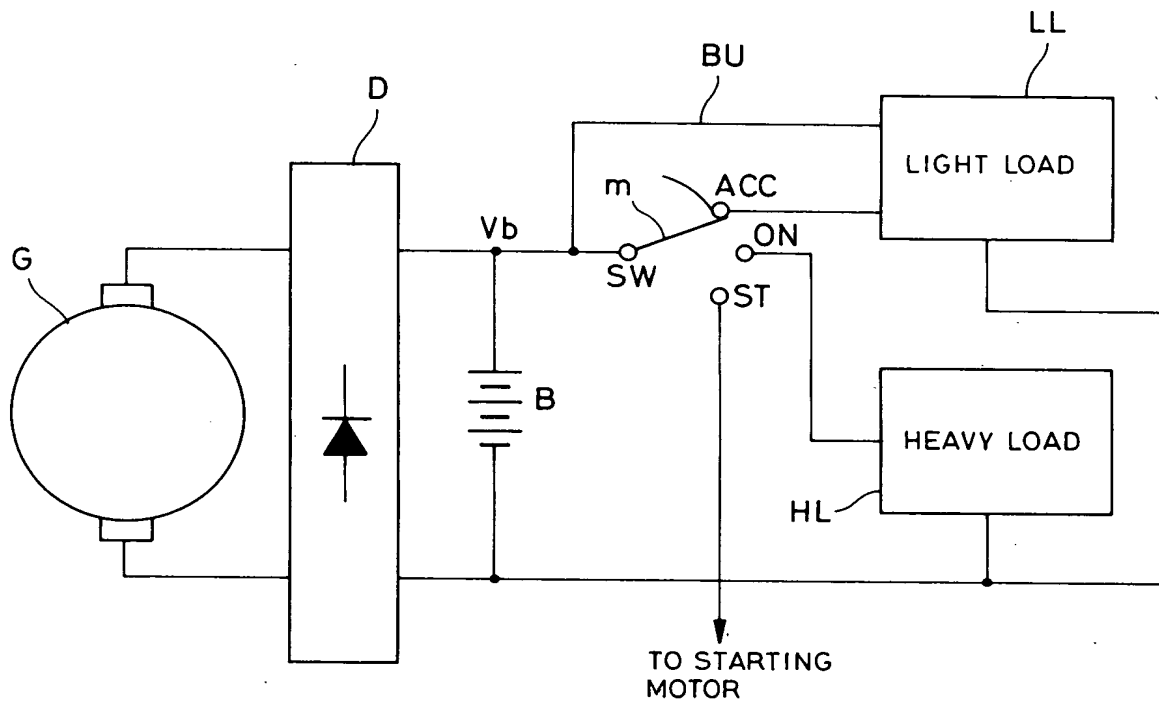 LL
BU
D
LIGHT LOAD
m
ACC
Vb
ON
G
SW
ST
B
HEAVY LOAD
HL
TO STARTING
MOTOR